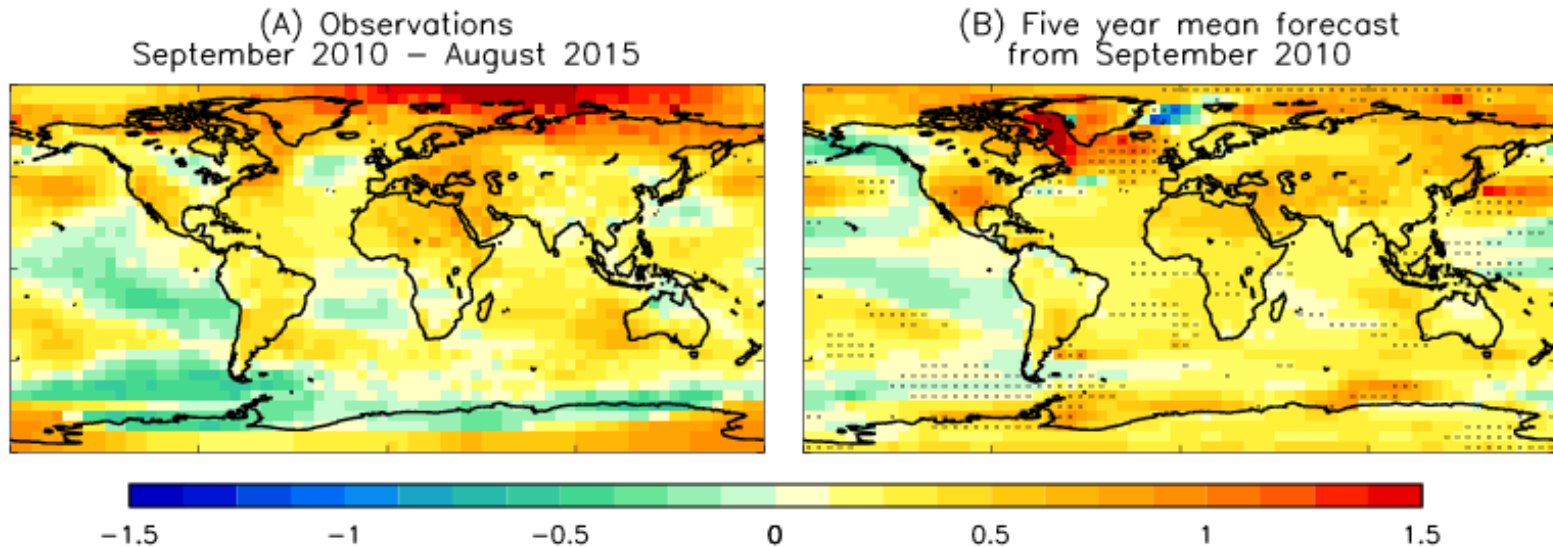 (A) Observations
September 2010 – August 2015
(B) Five year mean forecast
from September 2010
-1.5 -1 -0.5 0 0.5 1 1.5